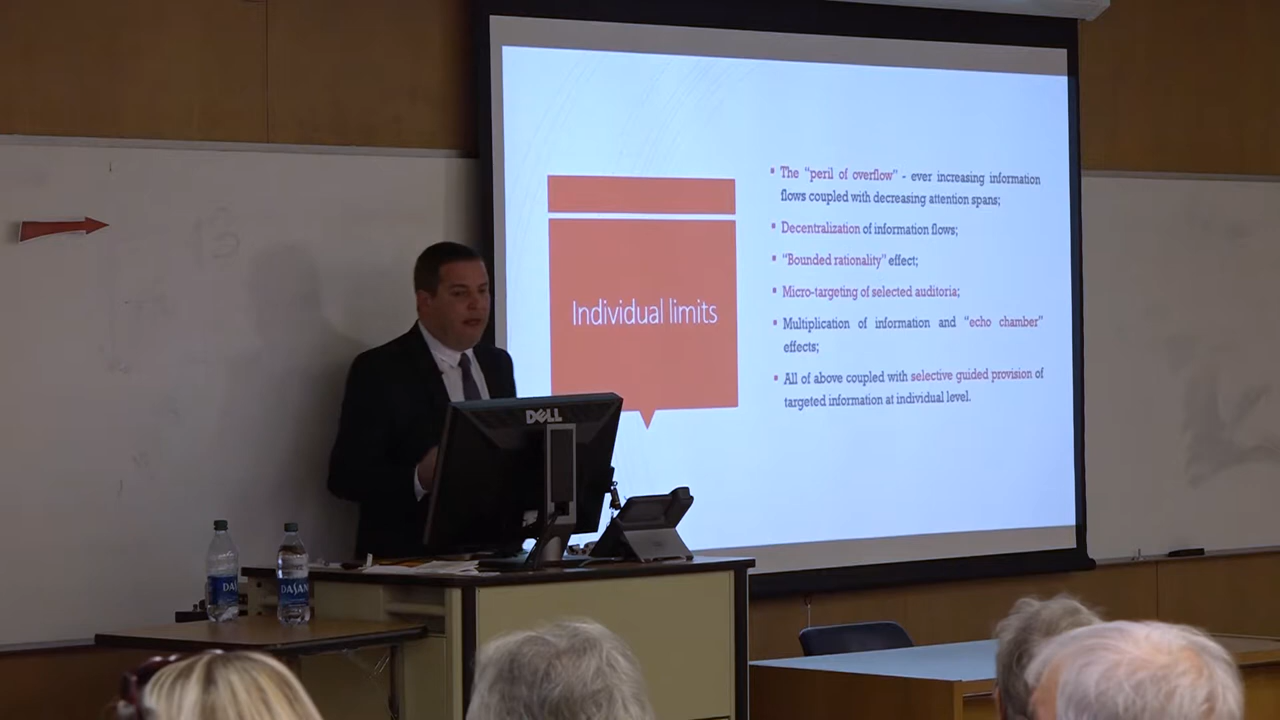 Individual limits
▪ The “peril of overflow” - ever increasing information
flows coupled with decreasing attention spans;
▪ Decentralization of information flows;
▪ “Bounded rationality” effect;
▪ Micro-targeting of selected auditoria;
▪ Multiplication of information and “echo chamber”
effects;
▪ All of above coupled with selective guided provision of
targeted information at individual level.
DELL
DASAN
DASAN